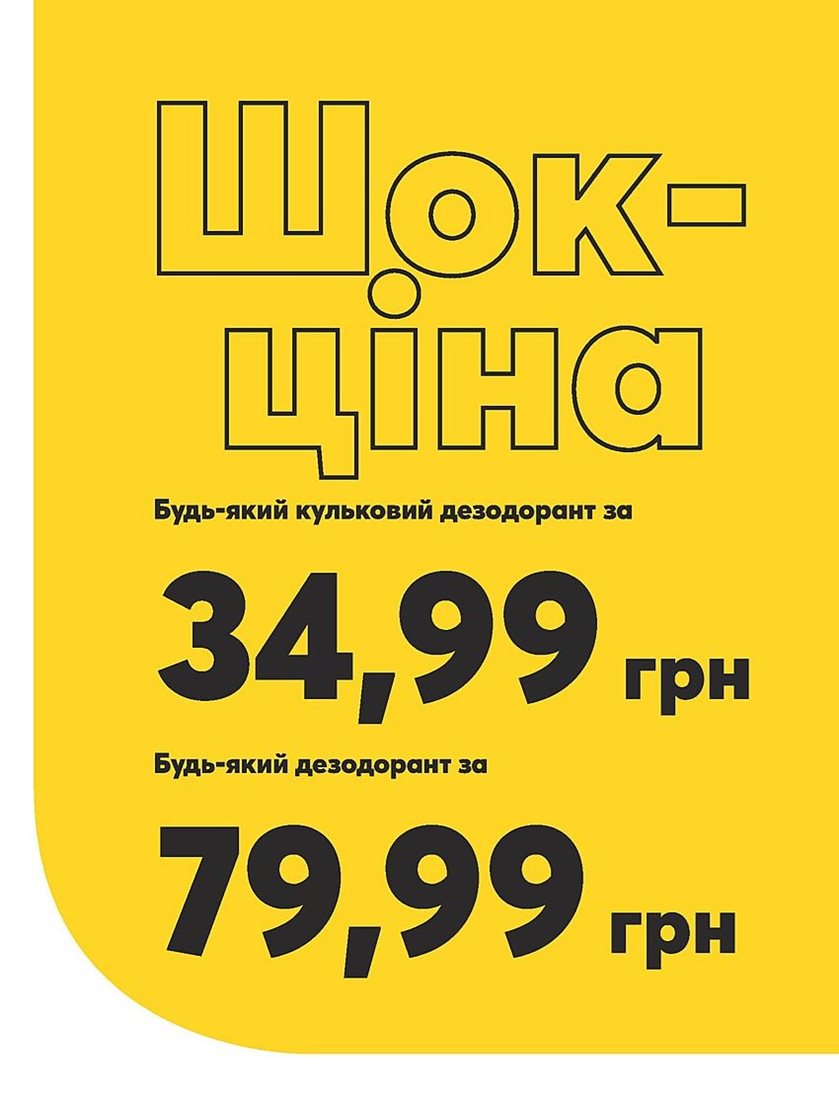 Шок-
ціна
Будь-який кульковий дезодорант за
34,99 грн
Будь-який дезодорант за
79,99 грн